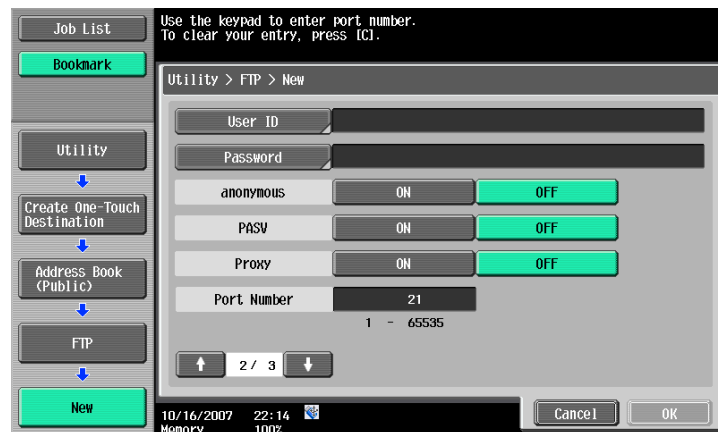 Job List
Bookmark
Utility
Create One-Touch
Destination
Address Book
(Public)
FTP
New
Use the keypad to enter port number.
To clear your entry, press [C].
Utility > FTP > New
User ID
Password
anonymous ON OFF
PASV ON OFF
Proxy ON OFF
Port Number 21
1 - 65535
2/ 3
10/16/2007 22:14
Memory 100%
Cancel OK